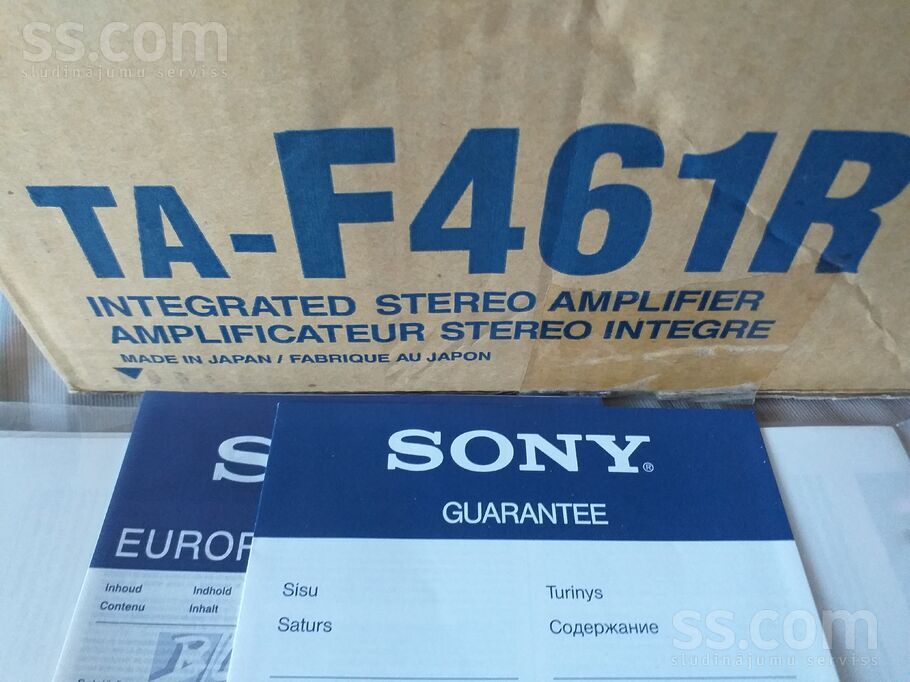 ss.com
sludinājumu serviss
TA-F461R
INTEGRATED STEREO AMPLIFIER
AMPLIFICATEUR STEREO INTEGRE
MADE IN JAPAN / FABRIQUE AU JAPON
SONY®
GUARANTEE
Sisu Turinys
Saturs Содержание
S
EUROP
Inhoud Indhold
Contenu Inhalt
ss.com
sludinājumu serviss